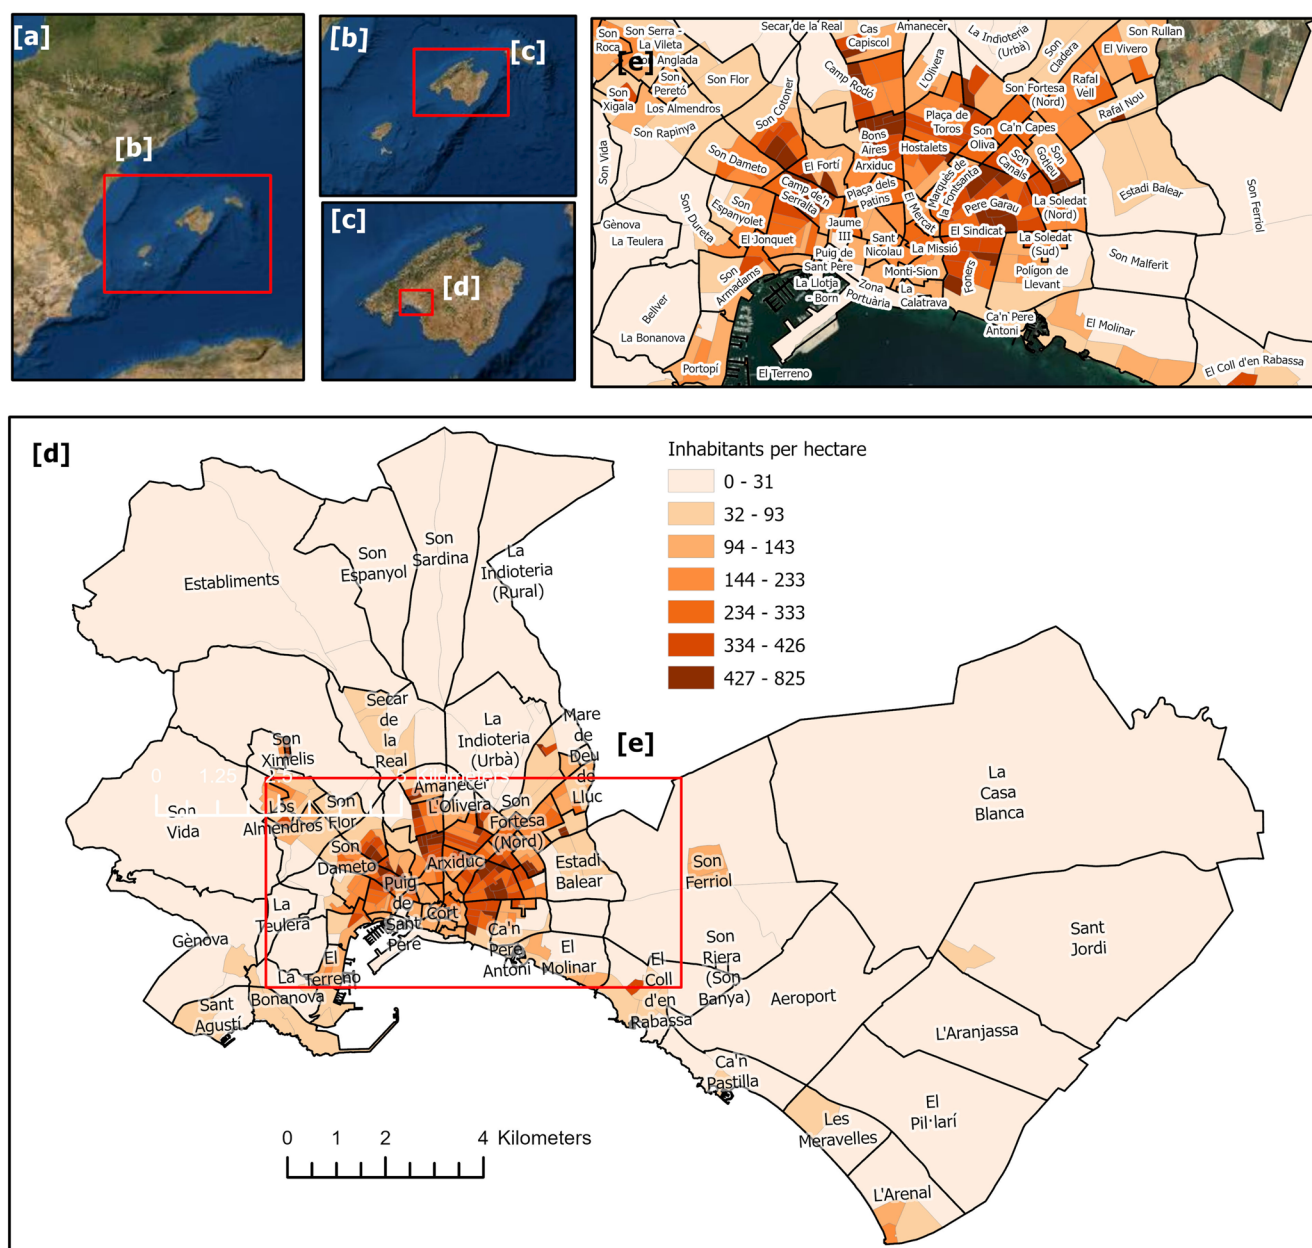 [a]
[b]
[b]
[c]
[c]
[d]
[e]
Secar de la Real
Cas
Capiscol
Amanecer
La Indioteria
(Urbà)
Son
Cladera
Son Rullan
El Vivero
Son
Roca
Son Serra -
La Vileta
Son Anglada
Son
Peretó
Son
Xigala
Los Almendros
Son Flor
Son Cotoner
Camp Rodó
L'Olivera
Son Fortesa
(Nord)
Rafal
Vell
Rafal Nou
Son Rapinya
Son Vida
Son Dameto
El Fortí
Bons
Aires
Arxiduc
Plaça de
Toros
Hostalets
Son
Oliva
Ca'n Capes
Son
Canals
Son
Gotleu
Estadi Balear
Son Ferriol
Gènova
La Teulera
Son Dureta
Son
Espanyolet
Camp de'n
Serralta
Plaça dels
Patins
El Mercat
Marquès de
la Fontsanta
Pere Garau
La Soledat
(Nord)
El Jonquet
Jaume
III
Sant
Nicolau
La Missió
El Sindicat
La Soledat
(Sud)
Son Malferit
Son
Armadams
Puig de
Sant Pere
La Llotja
- Born
Zona
Portuària
Monti-Sion
La
Calatrava
Foners
Polígon de
Llevant
Bellver
La Bonanova
Ca'n Pere
Antoni
El Molinar
El Coll d'en Rabassa
Portopí
El Terreno
[d]
Inhabitants per hectare
0 - 31
32 - 93
94 - 143
144 - 233
234 - 333
334 - 426
427 - 825
Establiments
Son
Espanyol
Son
Sardina
La
Indioteria
(Rural)
Secar
de
la
Real
La
Indioteria
(Urbà)
Mare
de
Deu
de
Lluc
[e]
Son
Ximelis
0 1.25 2.5 5 Kilometers
Son
Vida
Los
Almendros
Son
Flor
Amanecer
L'Olivera
Son
Fortesa
(Nord)
La
Casa
Blanca
Son
Dameto
Arxiduc
Estadi
Balear
Son
Ferriol
Puig
de
Sant
Pere
Cort
La
Teulera
Gènova
Ca'n
Pere
Antoni
El
Molinar
El
Terreno
La
Bonanova
Sant
Agustí
El
Coll
d'en
Rabassa
Son
Riera
(Son
Banya)
Aeroport
Sant
Jordi
L'Aranjassa
Ca'n
Pastilla
Les
Meravelles
El
Pil·larí
L'Arenal
0 1 2 4 Kilometers